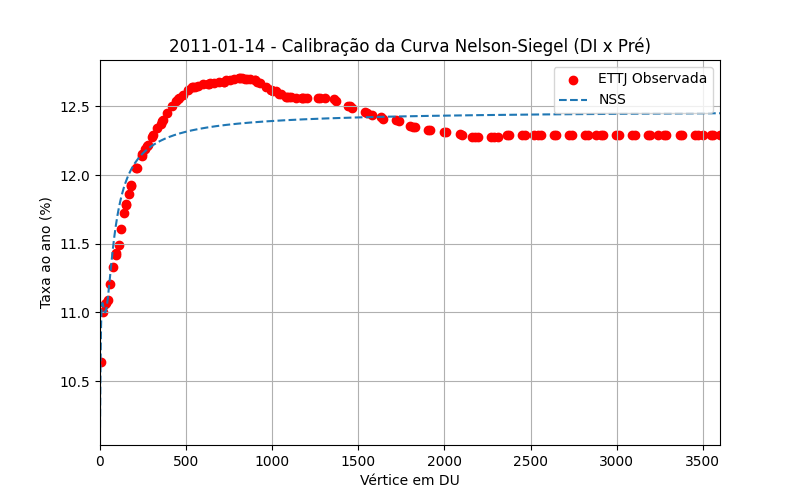 2011-01-14 - Calibração da Curva Nelson-Siegel (DI x Pré)
ETTJ Observada
NSS
12.5
12.0
11.5
11.0
10.5
Taxa ao ano (%)
0 500 1000 1500 2000 2500 3000 3500
Vértice em DU